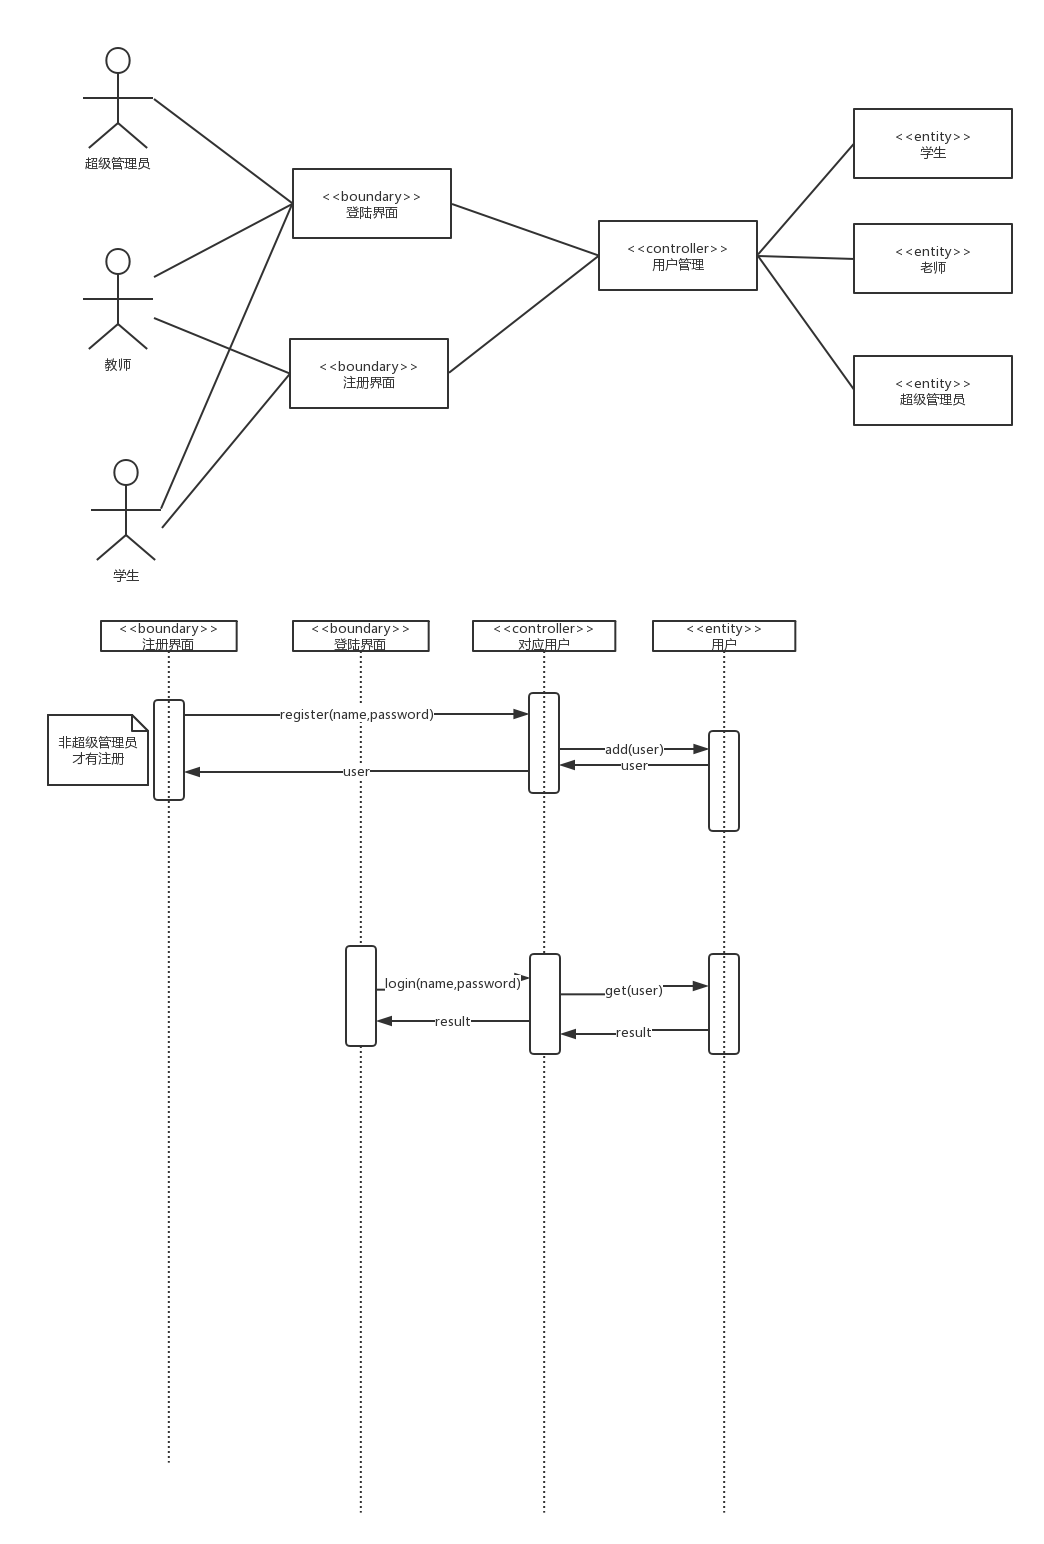 超级管理员
<<entity>>
学生
<<boundary>>
登陆界面
<<controller>>
用户管理
<<entity>>
老师
教师
<<boundary>>
注册界面
<<entity>>
超级管理员
学生
<<boundary>>
注册界面
<<boundary>>
登陆界面
<<controller>>
对应用户
<<entity>>
用户
非超级管理员
才有注册
register(name,password)
add(user)
user
user
login(name,password)
get(user)
result
result